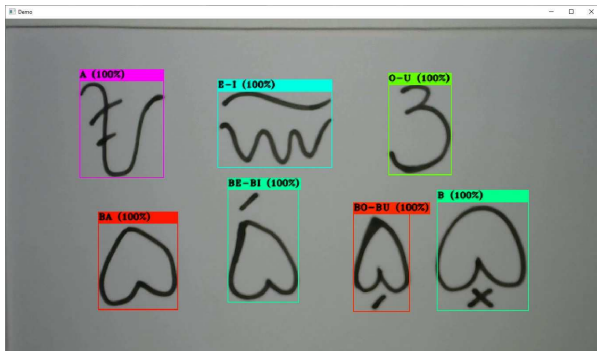 Demo
A (100%) E-I (100%) O-U (100%)
ᜀ ᜁ ᜂ
BA (100%) BE-BI (100%) BO-BU (100%) B (100%)
ᜊ ᜊᜒ ᜊᜓ ᜊ᜔